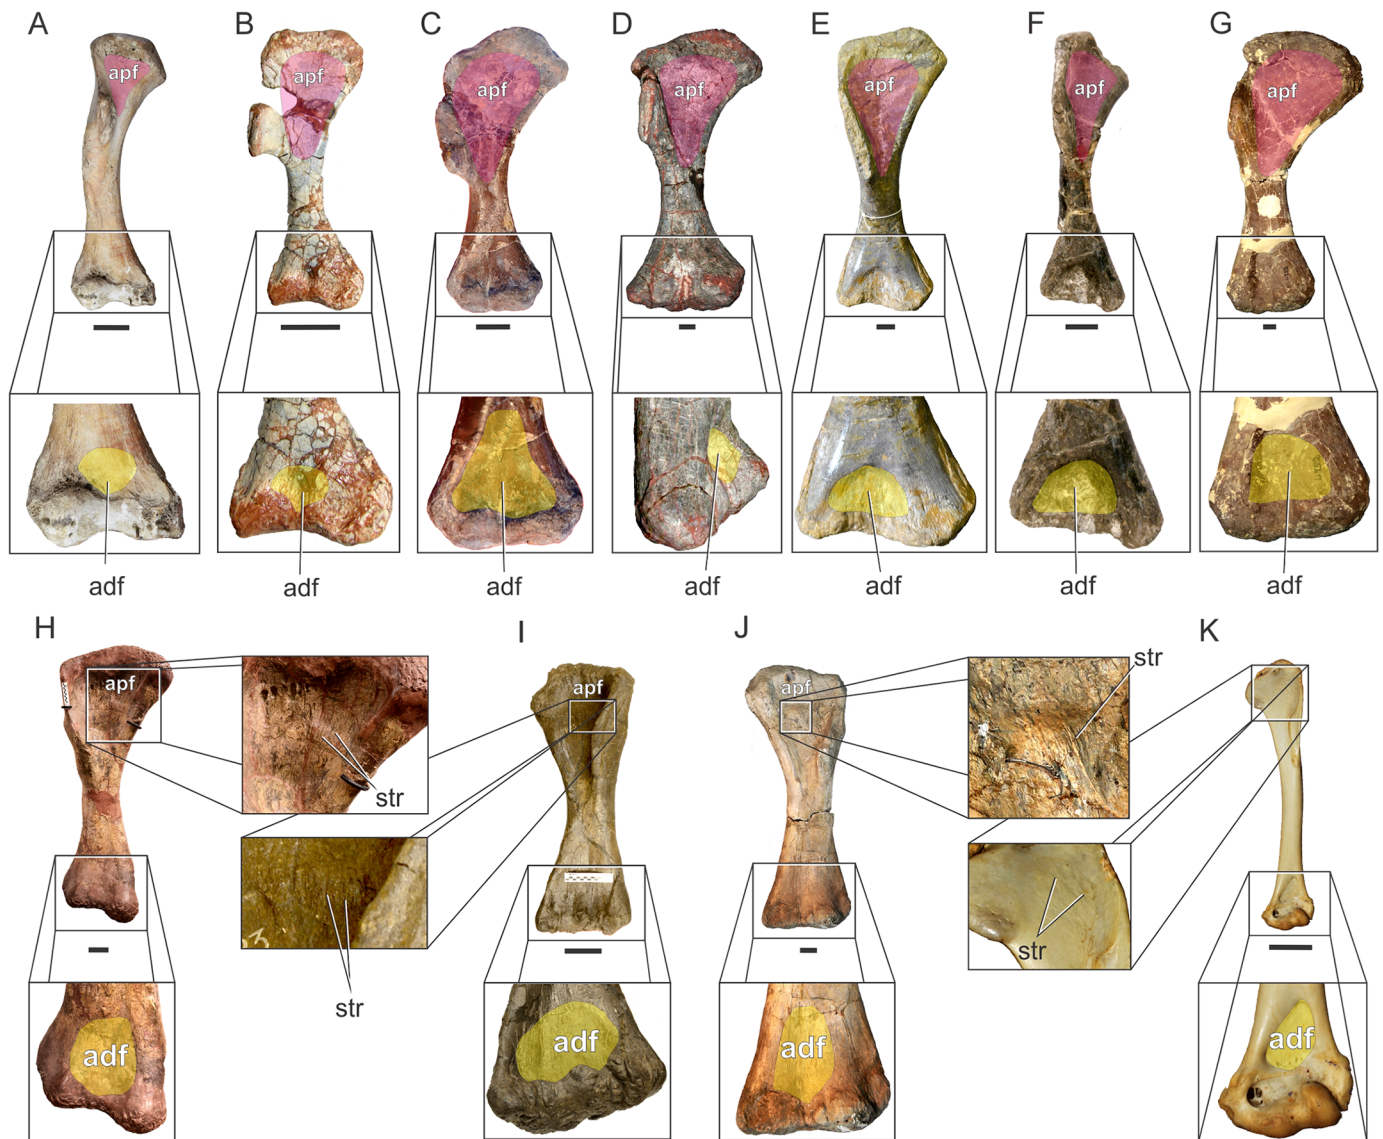 A B C D E F G
apf apf apf apf apf apf apf
adf adf adf adf adf adf adf
H I J K
apf apf apf
str
str
str
str
adf adf adf adf